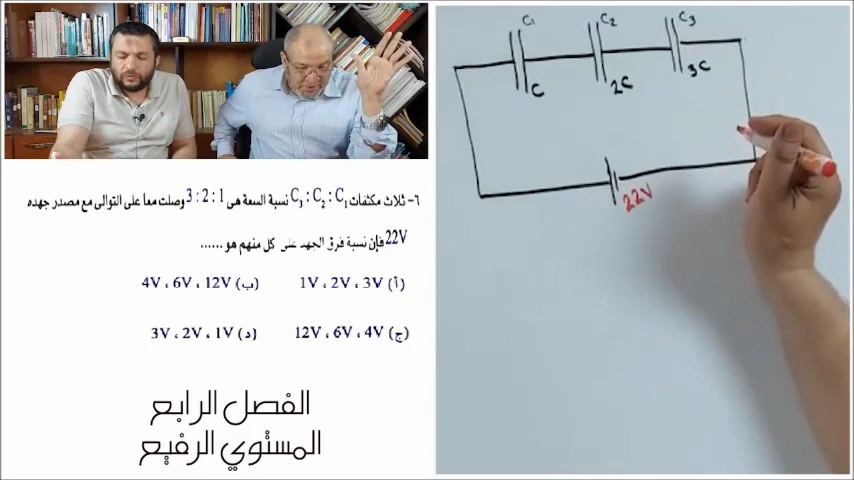 ٦- ثلاث مكثفات C₃ : C₂ : C₁ نسبة السعة هى 3 : 2 : 1 وصلت معا على التوالى مع مصدر جهده
22V فإن نسبة فرق الجهد على كل منهم هو ......
(أ) 1V ، 2V ، 3V (ب) 4V ، 6V ، 12V
(ج) 12V ، 6V ، 4V (د) 3V ، 2V ، 1V
الفصل الرابع
المستوي الرفيع
C₁ C₂ C₃
C 2C 3C
22V